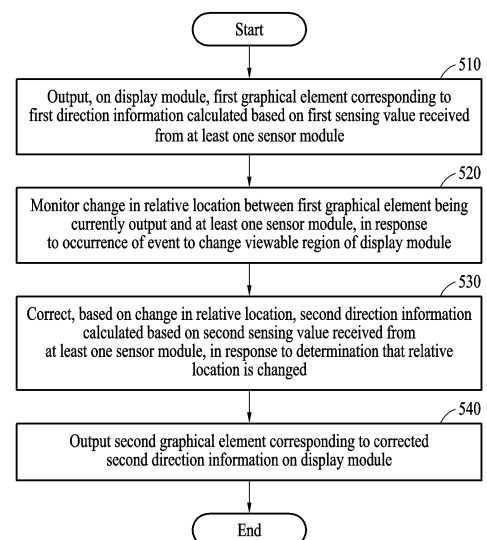 Start
510
Output, on display module, first graphical element corresponding to
first direction information calculated based on first sensing value received
from at least one sensor module
520
Monitor change in relative location between first graphical element being
currently output and at least one sensor module, in response
to occurrence of event to change viewable region of display module
530
Correct, based on change in relative location, second direction information
calculated based on second sensing value received from
at least one sensor module, in response to determination that relative
location is changed
540
Output second graphical element corresponding to corrected
second direction information on display module
End